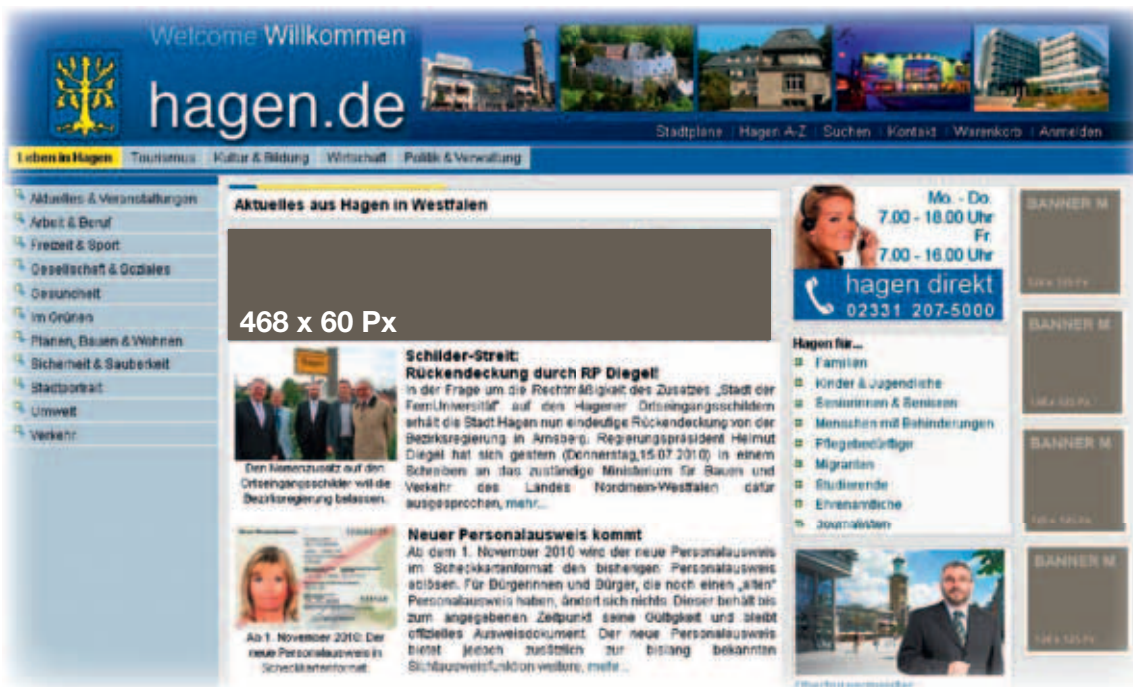 Welcome Willkommen
hagen.de
Stadtpläne | Hagen A-Z | Suchen | Kontakt | Warenkorb | Anmelden
Leben in Hagen Tourismus Kultur & Bildung Wirtschaft Politik & Verwaltung
Aktuelles & Veranstaltungen
Arbeit & Beruf
Freizeit & Sport
Gesellschaft & Soziales
Gesundheit
Im Grünen
Planen, Bauen & Wohnen
Sicherheit & Sauberkeit
Stadtportrait
Umwelt
Verkehr
Aktuelles aus Hagen in Westfalen
468 x 60 Px
Den Namenzusatz auf den
Ortseingangsschilder will die
Bezirksregierung belassen.
Schilder-Streit:
Rückendeckung durch RP Diegel!
In der Frage um die Rechtmäßigkeit des Zusatzes „Stadt der
FernUniversität" auf den Hagener Ortseingangsschildern
erhält die Stadt Hagen nun eindeutige Rückendeckung von der
Bezirksregierung in Arnsberg. Regierungspräsident Helmut
Diegel hat sich gestern (Donnerstag,15.07.2010) in einem
Schreiben an das zuständige Ministerium für Bauen und
Verkehr des Landes Nordrhein-Westfalen dafür
ausgesprochen, mehr...
Ab 1. November 2010: Der
neue Personalausweis in
Scheckkartenformat.
Neuer Personalausweis kommt
Ab dem 1. November 2010 wird der neue Personalausweis
im Scheckkartenformat den bisherigen Personalausweis
ablösen. Für Bürgerinnen und Bürger, die noch einen „alten"
Personalausweis haben, ändert sich nichts. Dieser behält bis
zum angegebenen Zeitpunkt seine Gültigkeit und bleibt
offizielles Ausweisdokument. Der neue Personalausweis
bietet jedoch zusätzlich zur bislang bekannten
Sichtausweisfunktion weitere, mehr...
Mo. - Do.
7.00 - 18.00 Uhr
Fr.
7.00 - 16.00 Uhr
hagen direkt
02331 207-5000
Hagen für...
Familien
Kinder & Jugendliche
Seniorinnen & Senioren
Menschen mit Behinderungen
Pflegebedürftige
Migranten
Studierende
Ehrenamtliche
Journalisten
BANNER M
BANNER M
BANNER M
BANNER M